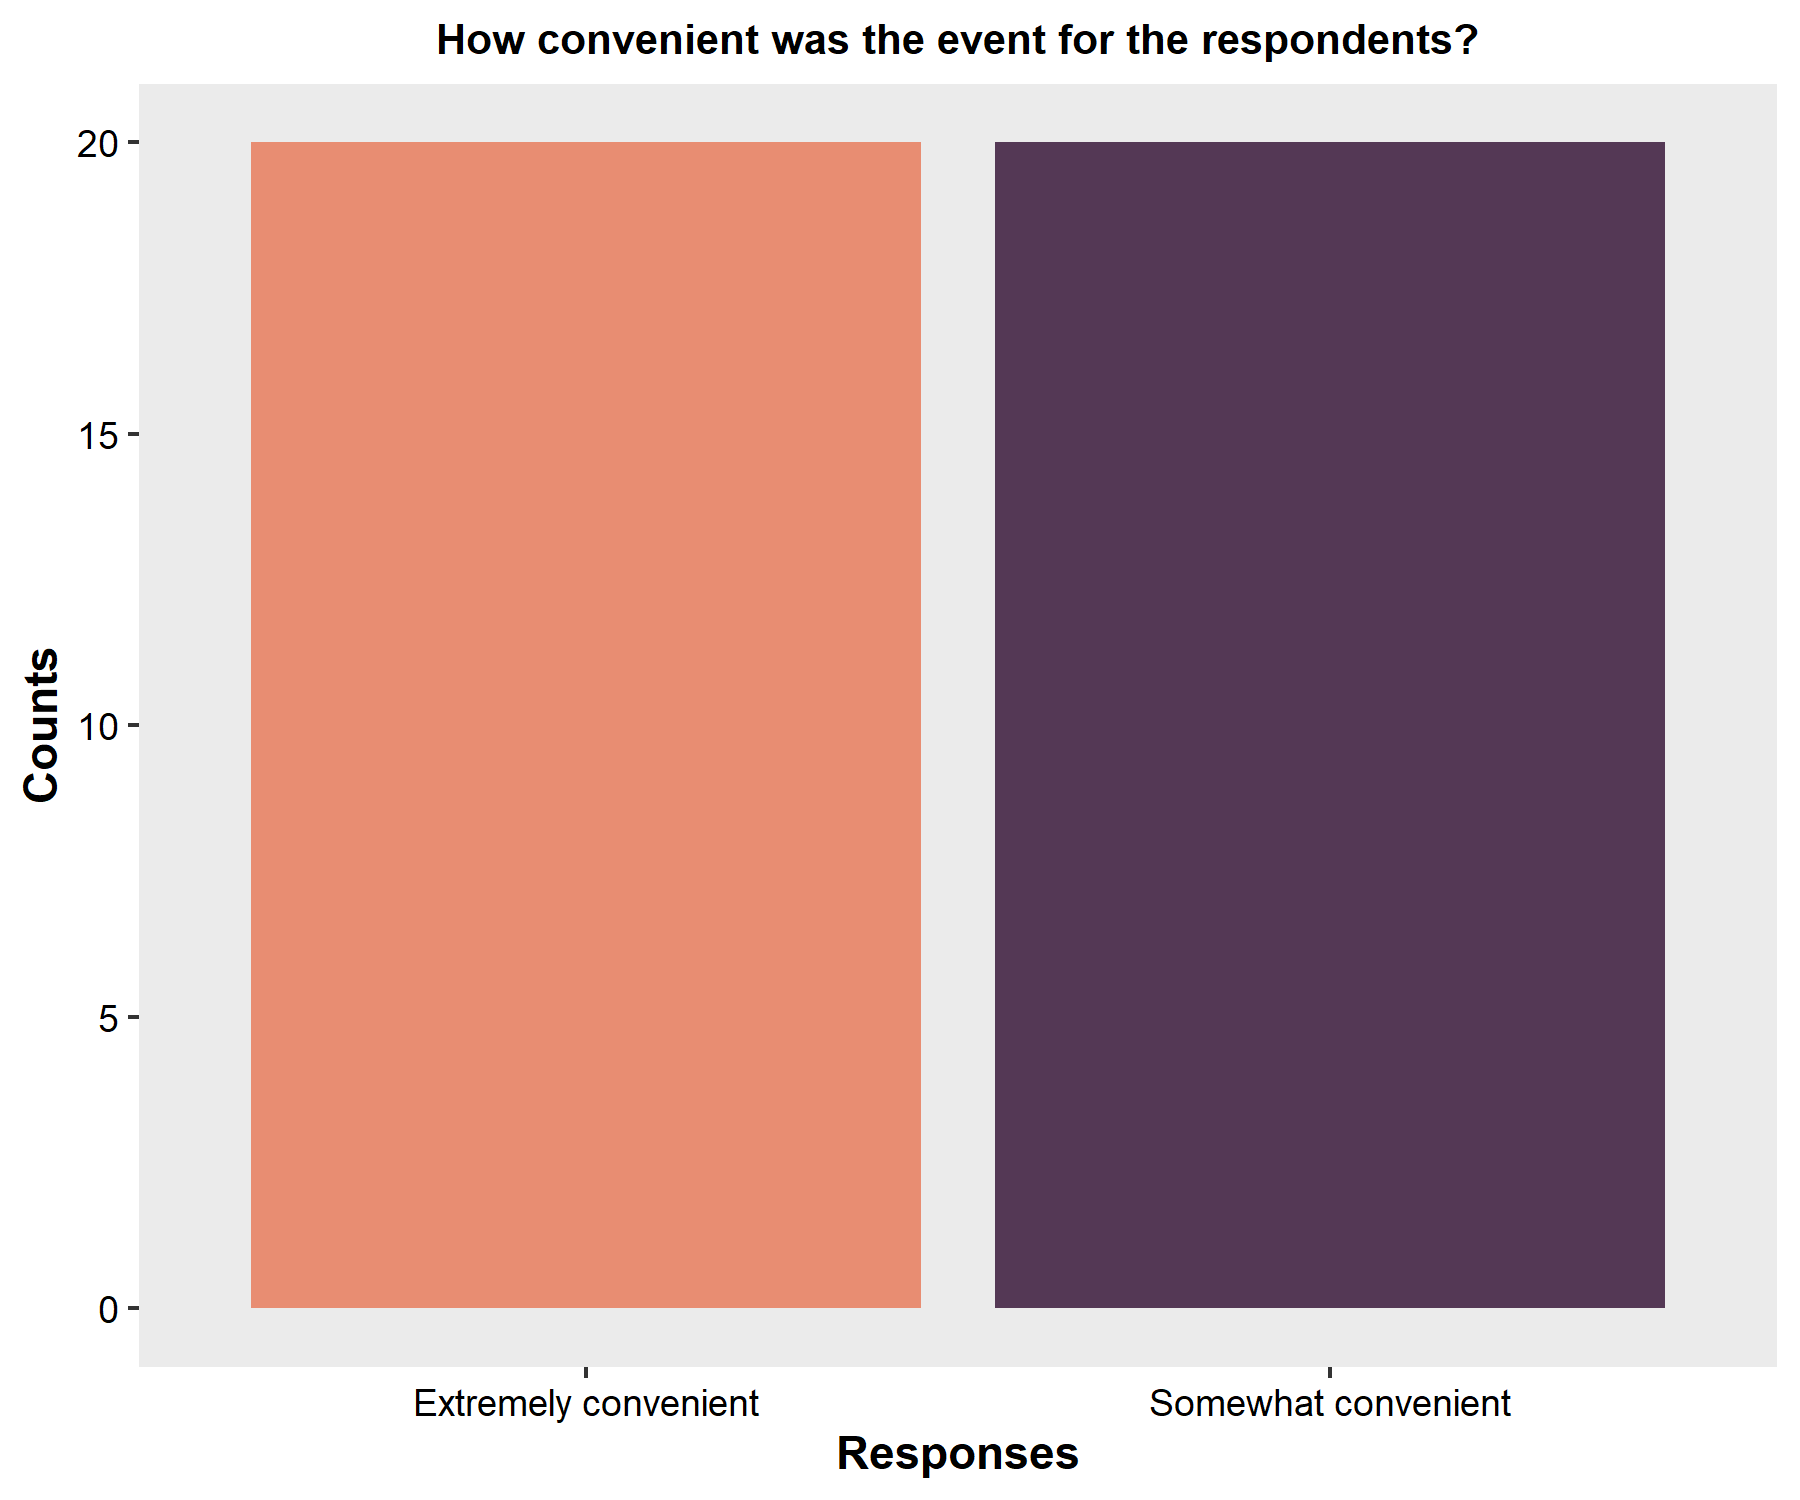 How convenient was the event for the respondents?
20
15
10
5
0
Counts
Extremely convenient
Somewhat convenient
Responses